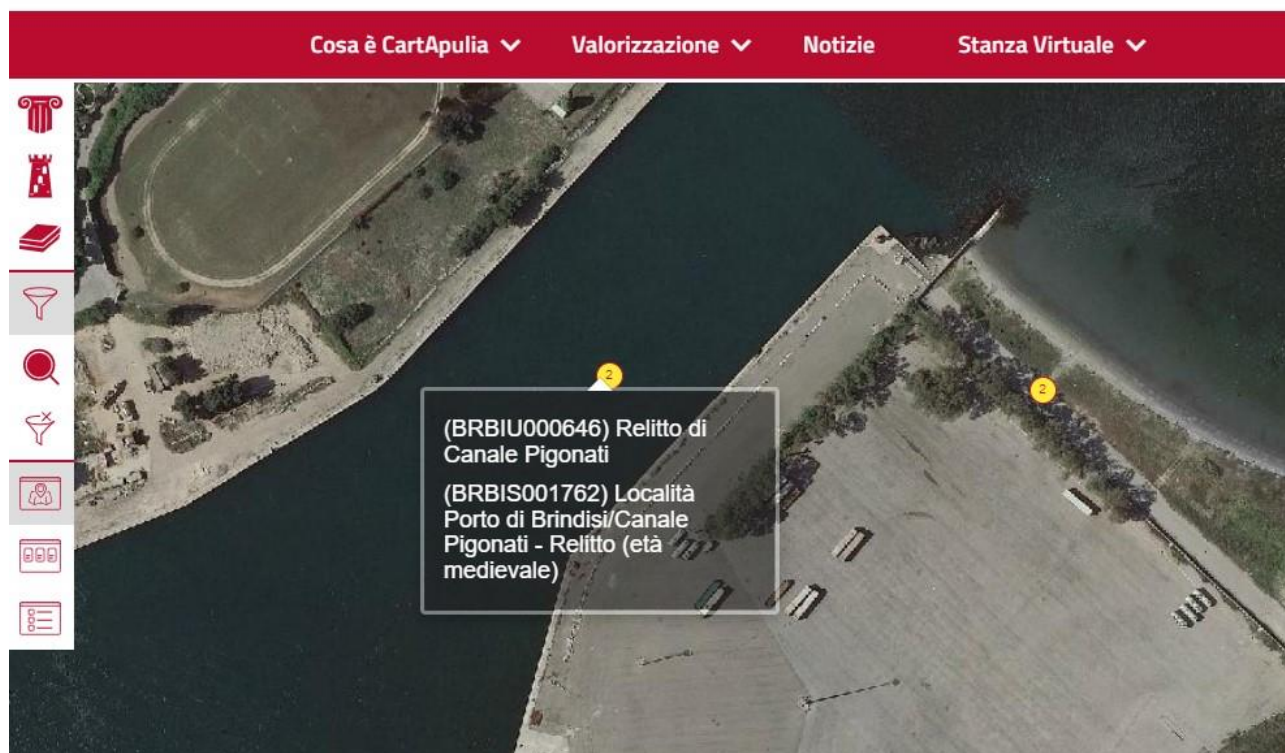 Cosa è CartApulia Valorizzazione Notizie Stanza Virtuale
2
2
(BRBIU000646) Relitto di
Canale Pigonati
(BRBIS001762) Località
Porto di Brindisi/Canale
Pigonati - Relitto (età
medievale)